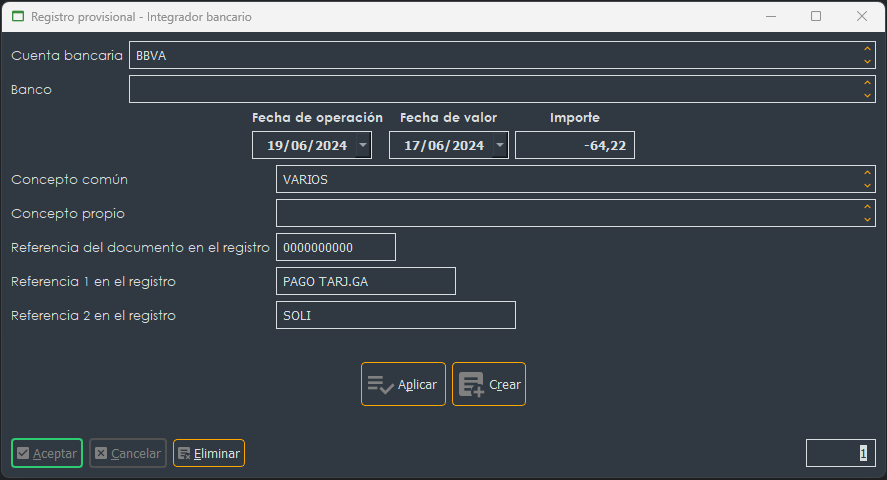 Registro provisional - Integrador bancario
Cuenta bancaria BBVA
Banco
Fecha de operación Fecha de valor Importe
19/06/2024 17/06/2024 -64,22
Concepto común VARIOS
Concepto propio
Referencia del documento en el registro 0000000000
Referencia 1 en el registro PAGO TARJ.GA
Referencia 2 en el registro SOLI
Aplicar Crear
Aceptar Cancelar Eliminar 1